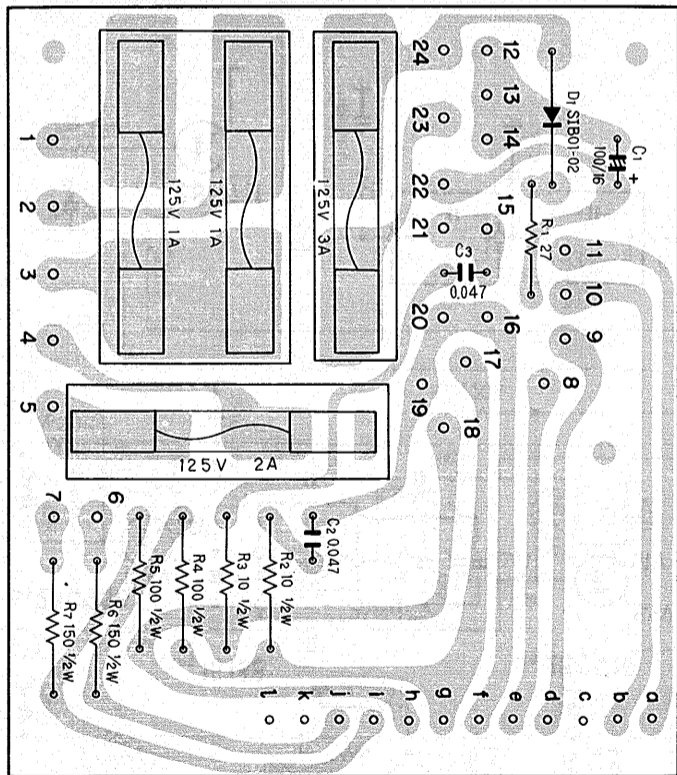 24
12
23
13
14
22
21
15
20
16
17
19
18
11
10
9
8
1
2
3
4
5
7
6
125V 1A
125V 1A
125V 3A
125V 2A
D1 S1B01-02
C1
100/16
+
R1 27
C3
0.047
C2 0.047
R2 10 1/2W
R3 10 1/2W
R4 100 1/2W
R5 100 1/2W
R6 150 1/2W
R7 150 1/2W
l
k
j
i
h
g
f
e
d
c
b
a